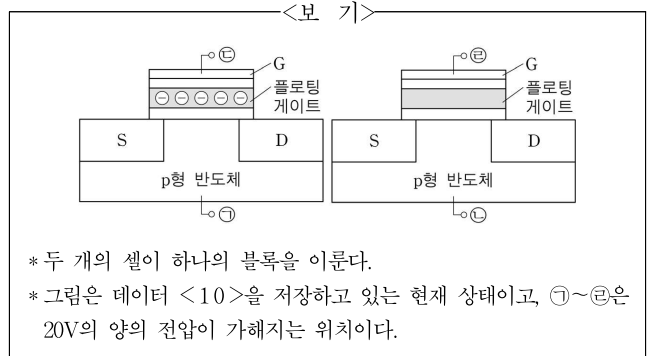 <보 기>
㉢ ㉣
G G
플로팅 플로팅
게이트 게이트
⊖⊖⊖⊖⊖
S D S D
p형 반도체 p형 반도체
㉠ ㉡
* 두 개의 셀이 하나의 블록을 이룬다.
* 그림은 데이터 <10>을 저장하고 있는 현재 상태이고, ㉠~㉣은
20V의 양의 전압이 가해지는 위치이다.